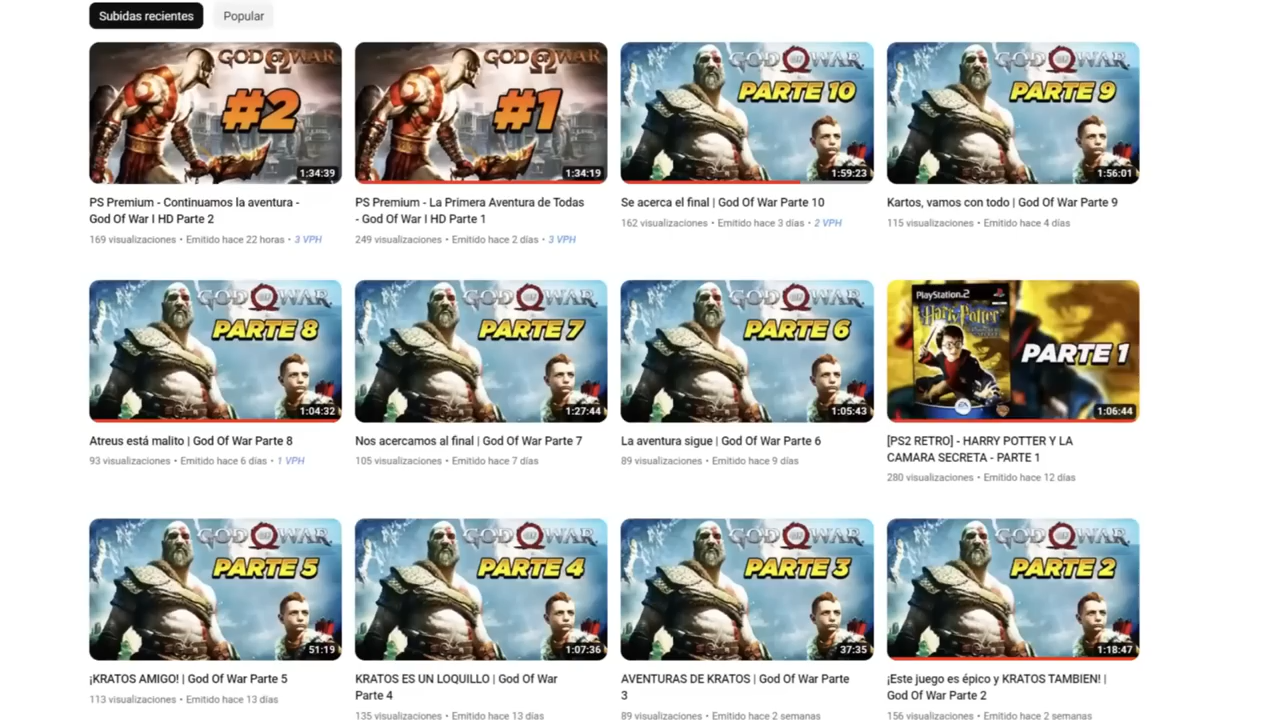 Subidas recientes
Popular
GOD OF WAR
#2
1:34:39
GOD OF WAR
#1
1:34:19
GOD OF WAR
PARTE 10
1:59:23
GOD OF WAR
PARTE 9
1:56:01
PS Premium - Continuamos la aventura -
God Of War I HD Parte 2
169 visualizaciones • Emitido hace 22 horas • 3 VPH
PS Premium - La Primera Aventura de Todas
- God Of War I HD Parte 1
249 visualizaciones • Emitido hace 2 días • 3 VPH
Se acerca el final | God Of War Parte 10
162 visualizaciones • Emitido hace 3 días • 2 VPH
Kartos, vamos con todo | God Of War Parte 9
115 visualizaciones • Emitido hace 4 días
GOD OF WAR
PARTE 8
1:04:32
GOD OF WAR
PARTE 7
1:27:44
GOD OF WAR
PARTE 6
1:05:43
PlayStation.2
Harry Potter
PARTE 1
EA
1:06:44
Atreus está malito | God Of War Parte 8
93 visualizaciones • Emitido hace 6 días • 1 VPH
Nos acercamos al final | God Of War Parte 7
105 visualizaciones • Emitido hace 7 días
La aventura sigue | God Of War Parte 6
89 visualizaciones • Emitido hace 9 días
[PS2 RETRO] - HARRY POTTER Y LA
CAMARA SECRETA - PARTE 1
280 visualizaciones • Emitido hace 12 días
GOD OF WAR
PARTE 5
51:19
GOD OF WAR
PARTE 4
1:07:36
GOD OF WAR
PARTE 3
37:35
GOD OF WAR
PARTE 2
1:18:47
¡KRATOS AMIGO! | God Of War Parte 5
113 visualizaciones • Emitido hace 13 días
KRATOS ES UN LOQUILLO | God Of War
Parte 4
135 visualizaciones • Emitido hace 13 días
AVENTURAS DE KRATOS | God Of War Parte
3
89 visualizaciones • Emitido hace 2 semanas
¡Este juego es épico y KRATOS TAMBIEN! |
God Of War Parte 2
156 visualizaciones • Emitido hace 2 semanas